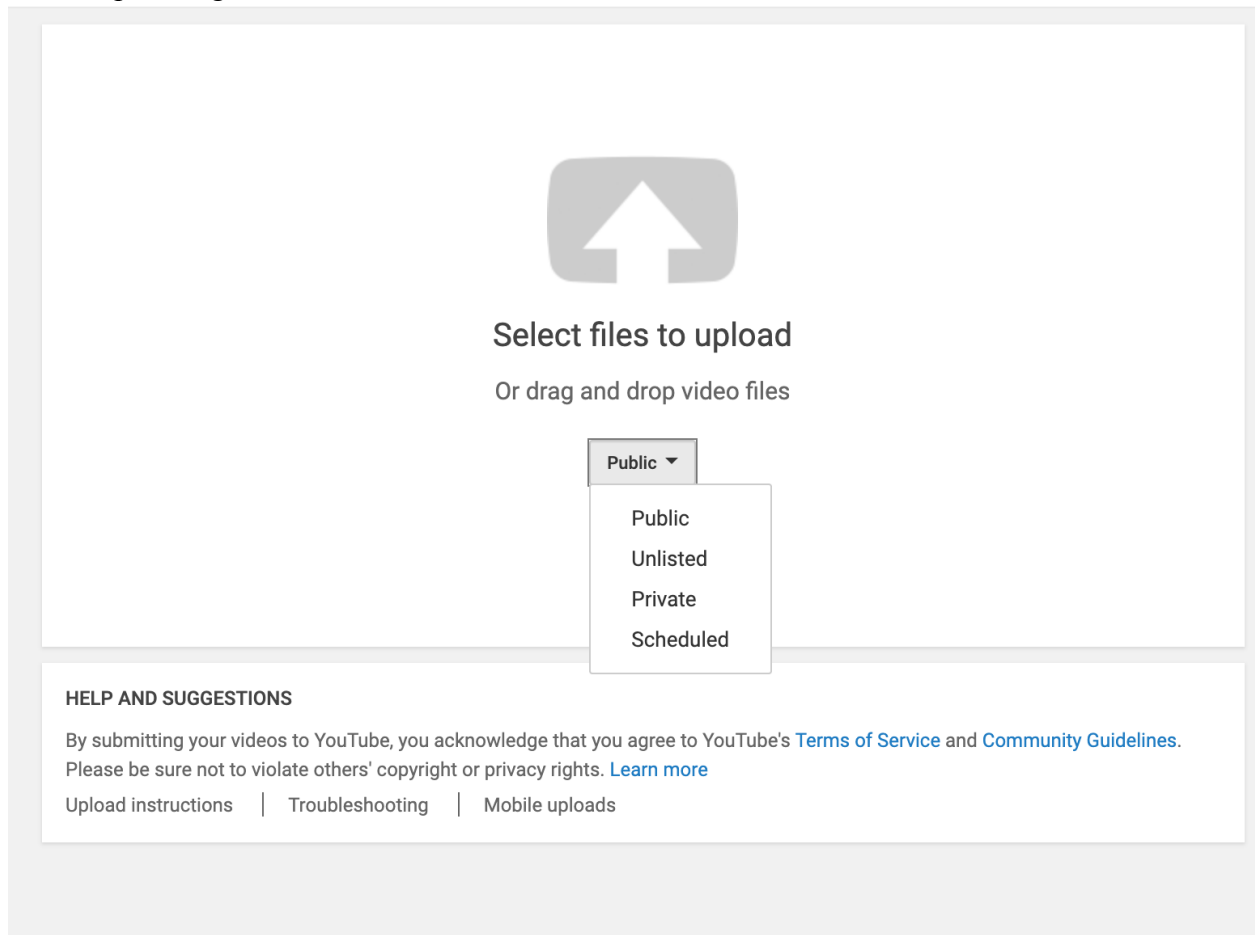 Select files to upload
Or drag and drop video files
Public
Public
Unlisted
Private
Scheduled
HELP AND SUGGESTIONS
By submitting your videos to YouTube, you acknowledge that you agree to YouTube's Terms of Service and Community Guidelines.
Please be sure not to violate others' copyright or privacy rights. Learn more
Upload instructions | Troubleshooting | Mobile uploads